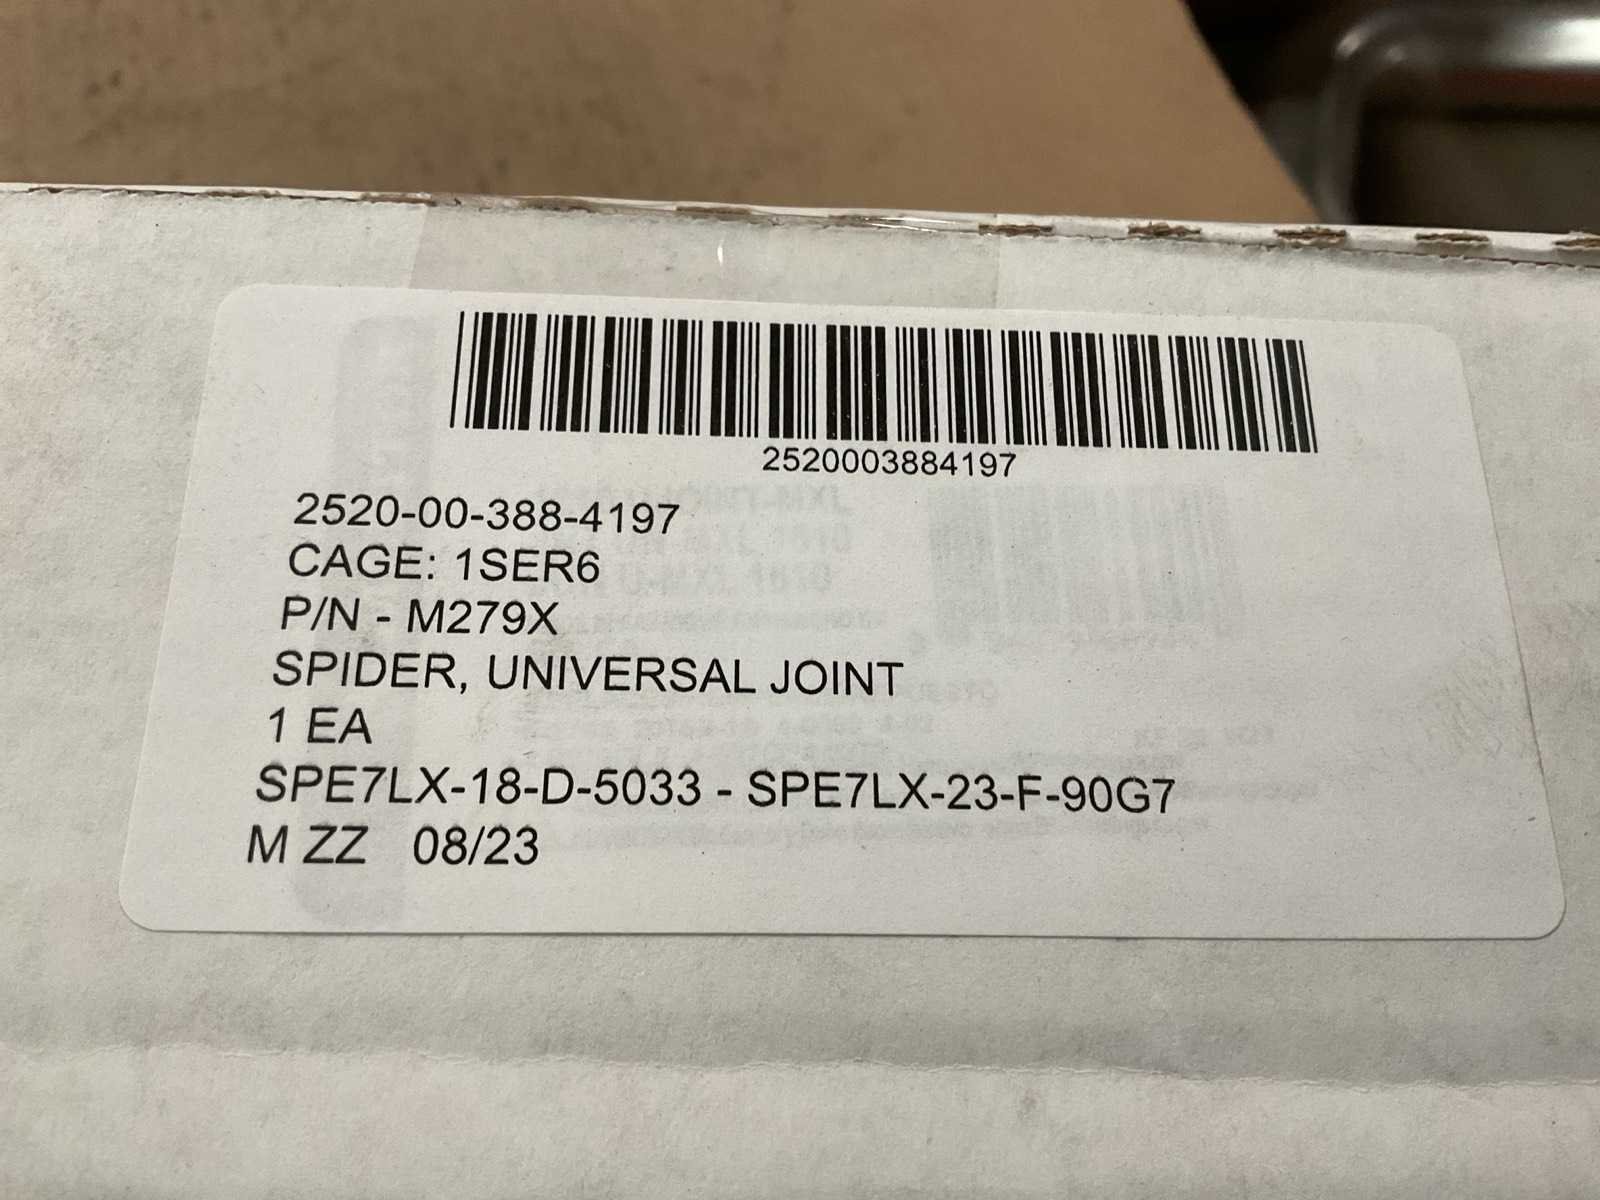 2520003884197
2520-00-388-4197
CAGE: 1SER6
P/N - M279X
SPIDER, UNIVERSAL JOINT
1 EA
SPE7LX-18-D-5033 - SPE7LX-23-F-90G7
M ZZ 08/23